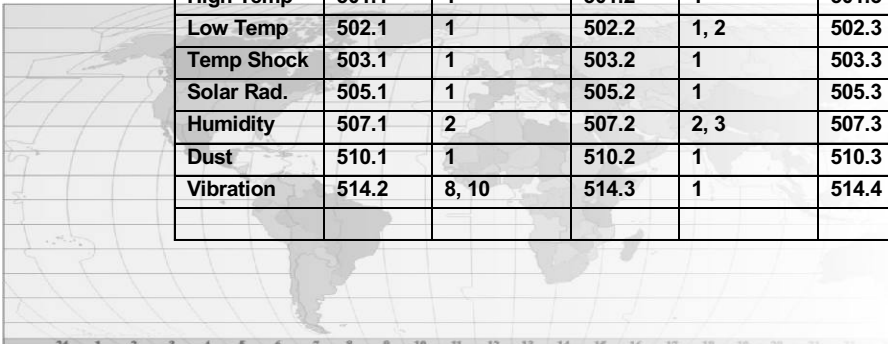 Low Temp 502.1 1 502.2 1, 2 502.3
Temp Shock 503.1 1 503.2 1 503.3
Solar Rad. 505.1 1 505.2 1 505.3
Humidity 507.1 2 507.2 2, 3 507.3
Dust 510.1 1 510.2 1 510.3
Vibration 514.2 8, 10 514.3 1 514.4